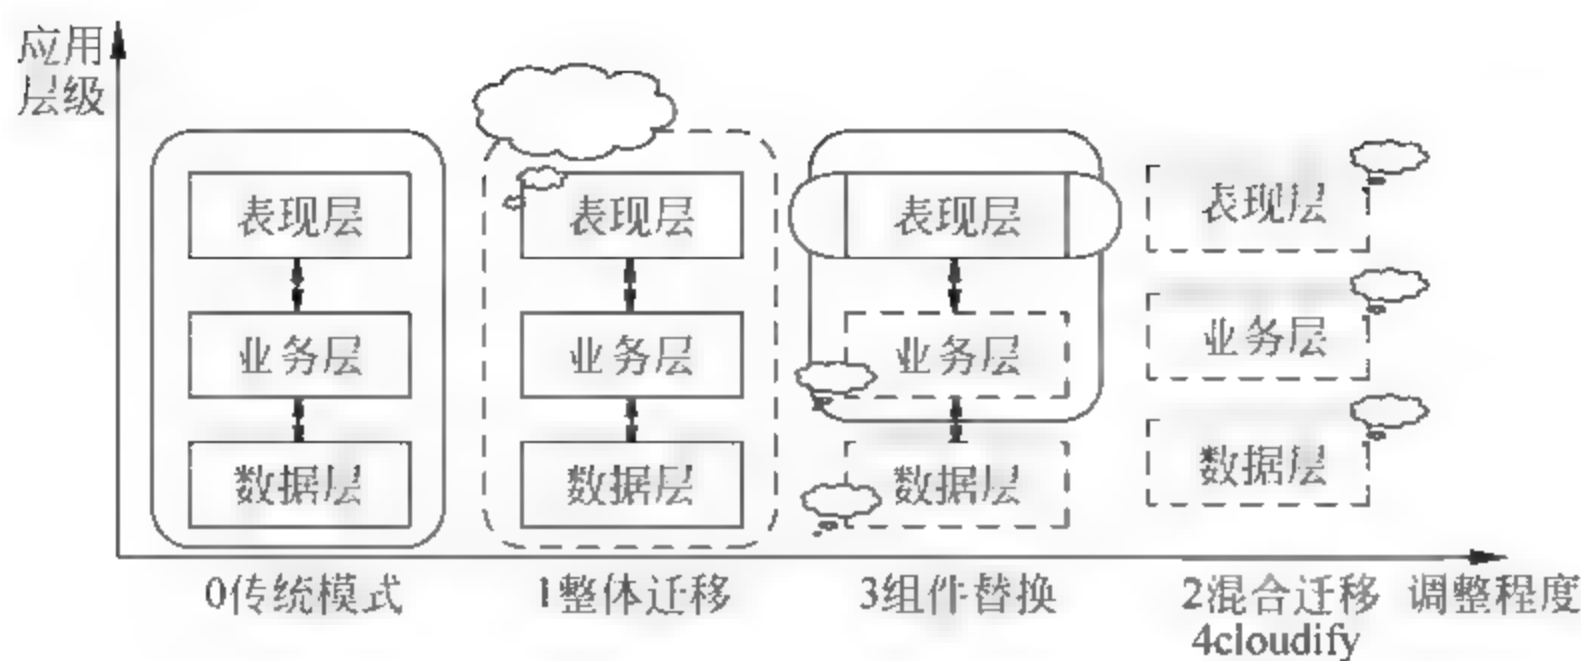 应用
层级
表现层
业务层
数据层
表现层
业务层
数据层
表现层
业务层
数据层
表现层
业务层
数据层
0传统模式
1整体迁移
3组件替换
2混合迁移
4cloudify
调整程度